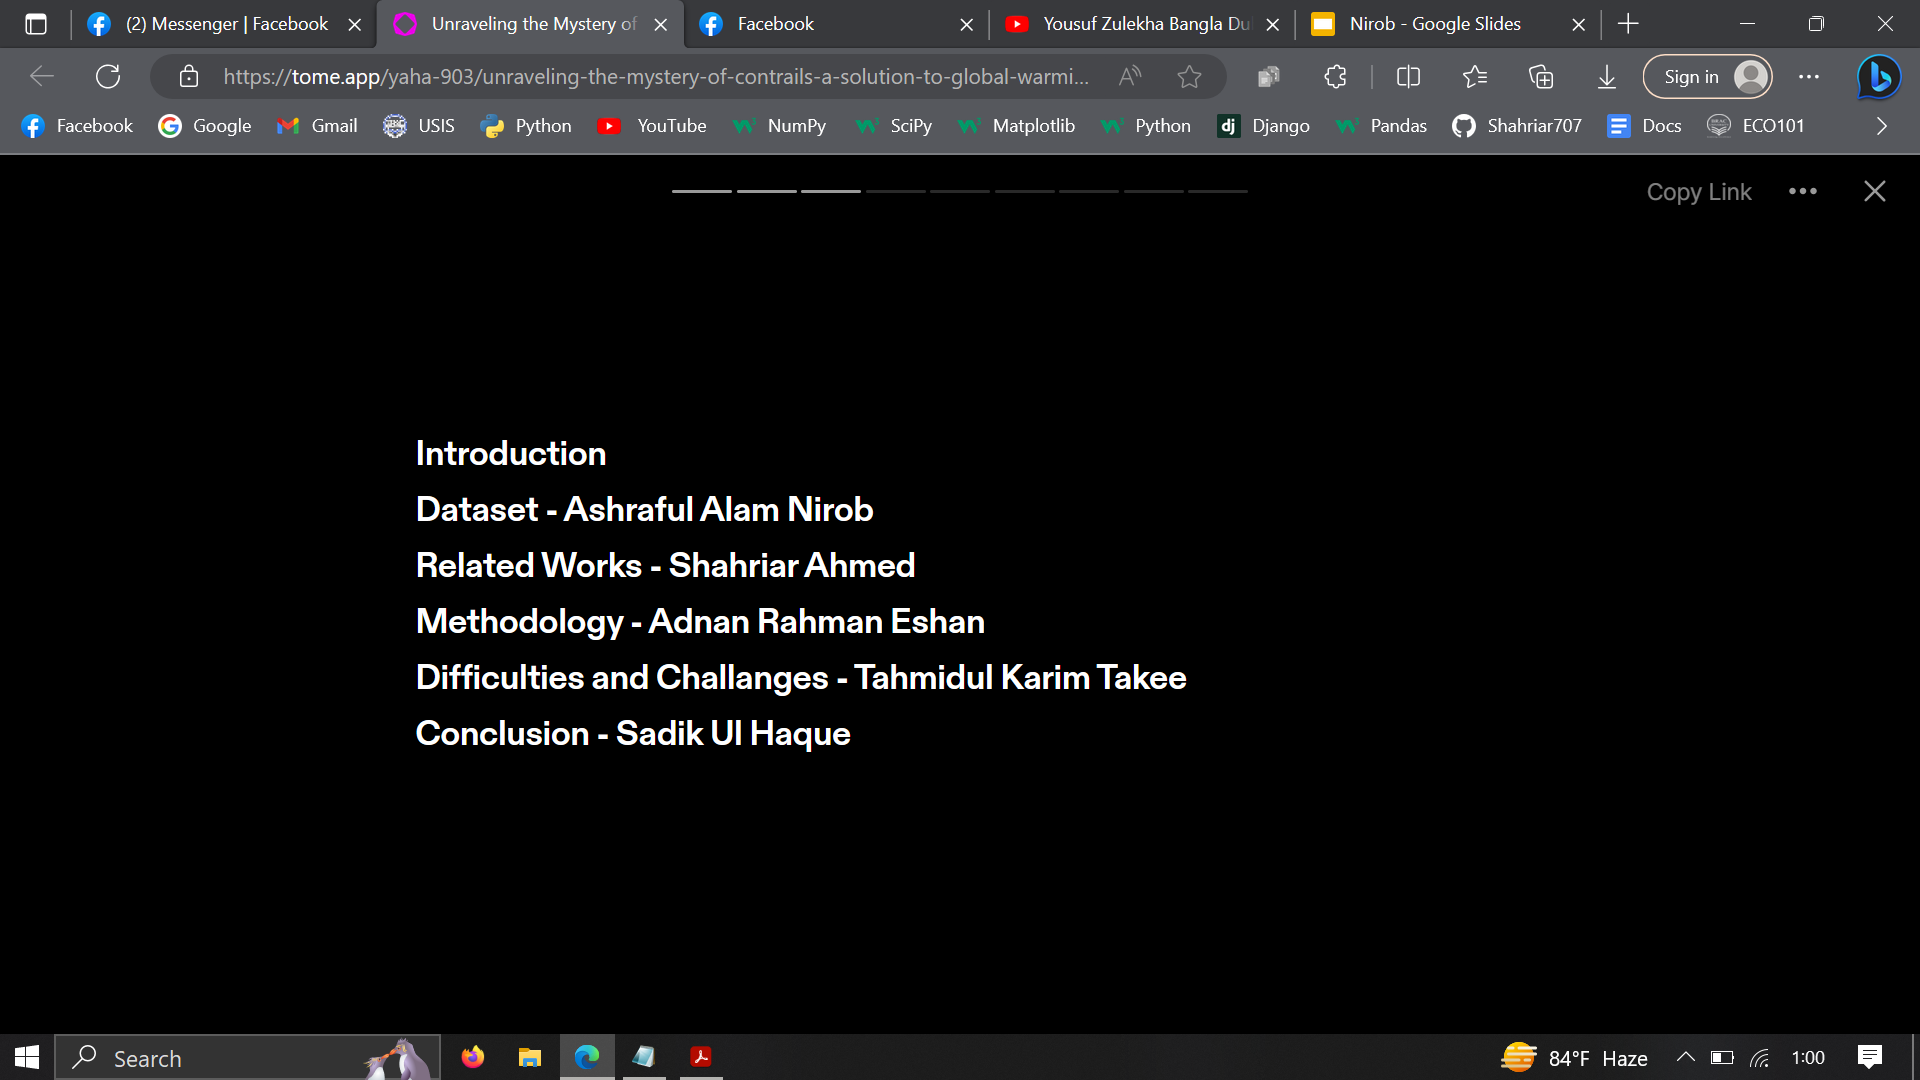 (2) Messenger | Facebook
Unraveling the Mystery of
Facebook
Yousuf Zulekha Bangla Du
Nirob - Google Slides
https://tome.app/yaha-903/unraveling-the-mystery-of-contrails-a-solution-to-global-warmi...
Sign in
Facebook Google Gmail USIS Python YouTube NumPy SciPy Matplotlib Python Django Pandas Shahriar707 Docs ECO101
Copy Link
Introduction
Dataset - Ashraful Alam Nirob
Related Works - Shahriar Ahmed
Methodology - Adnan Rahman Eshan
Difficulties and Challanges - Tahmidul Karim Takee
Conclusion - Sadik Ul Haque
Search
84°F Haze
1:00